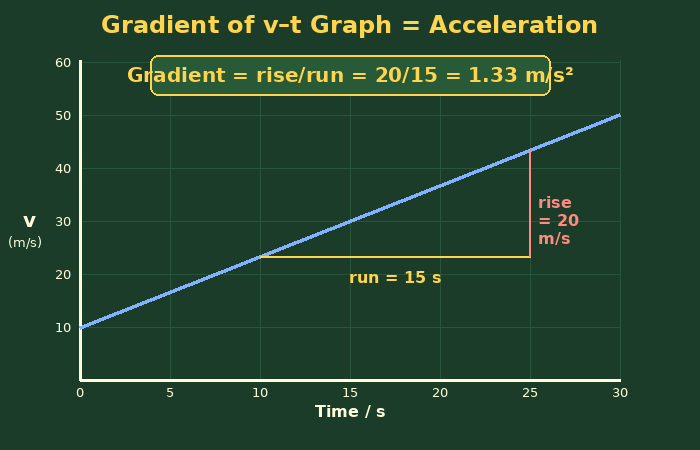 Gradient of v–t Graph = Acceleration
Gradient = rise/run = 20/15 = 1.33 m/s²
60
50
40
30
20
10
v
(m/s)
rise
= 20
m/s
run = 15 s
0
5
10
15
20
25
30
Time / s